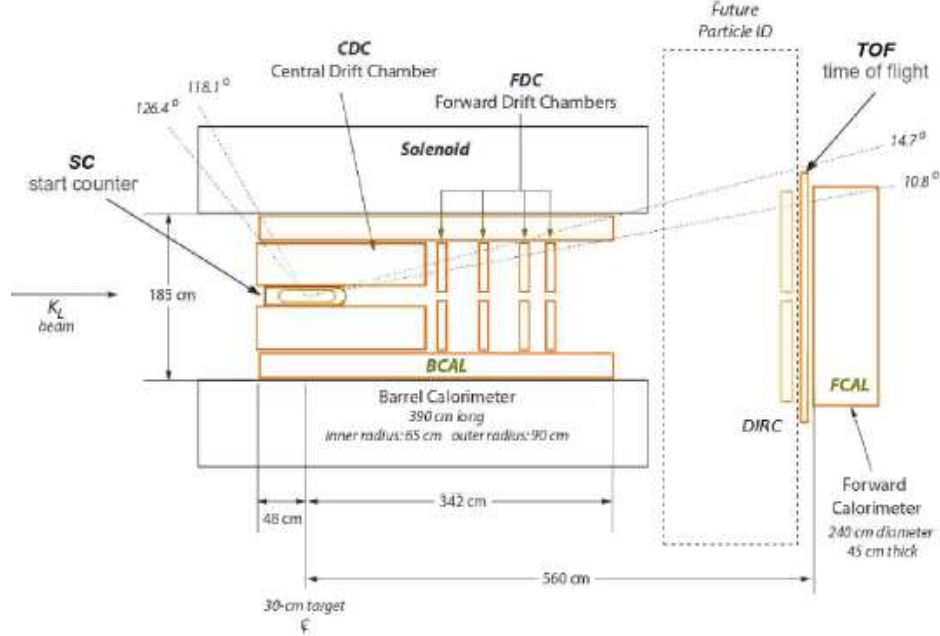 Future
Particle ID
CDC
Central Drift Chamber
TOF
time of flight
FDC
Forward Drift Chambers
118.1°
126.4°
14.7°
10.8°
Solenoid
SC
start counter
185 cm
K_L
beam
BCAL
FCAL
Barrel Calorimeter
390 cm long
inner radius: 65 cm outer radius: 90 cm
DIRC
Forward
Calorimeter
240 cm diameter
45 cm thick
342 cm
48 cm
560 cm
30-cm target
℄